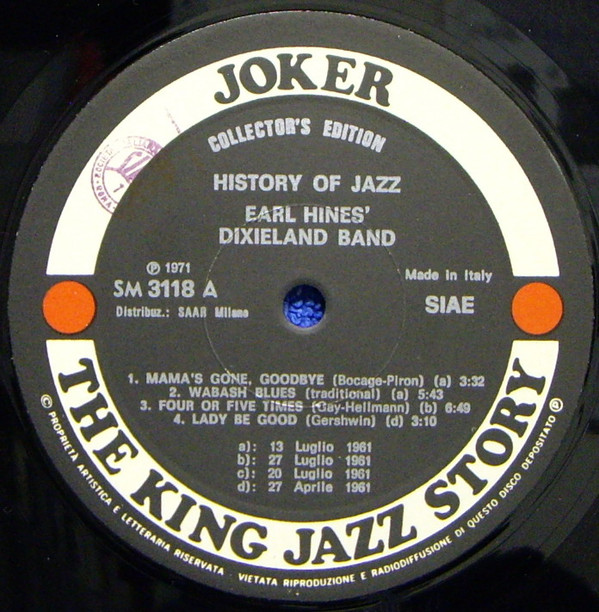 JOKER
COLLECTOR'S EDITION
HISTORY OF JAZZ
EARL HINES'
DIXIELAND BAND
℗ 1971
SM 3118 A
Distribuz.: SAAR Milano
Made in Italy
SIAE
1. MAMA'S GONE, GOODBYE (Bocage-Piron) (a) 3:32
2. WABASH BLUES (traditional) (a) 5:43
3. FOUR OR FIVE TIMES (Gay-Hellmann) (b) 6:49
4. LADY BE GOOD (Gershwin) (d) 3:10
a): 13 Luglio 1961
b): 27 Luglio 1961
c): 20 Luglio 1961
d): 27 Aprile 1961
THE KING JAZZ STORY
© PROPRIETA ARTISTICA E LETTERARIA RISERVATA - VIETATA RIPRODUZIONE E RADIODIFFUSIONE DI QUESTO DISCO DEPOSITATO ℗